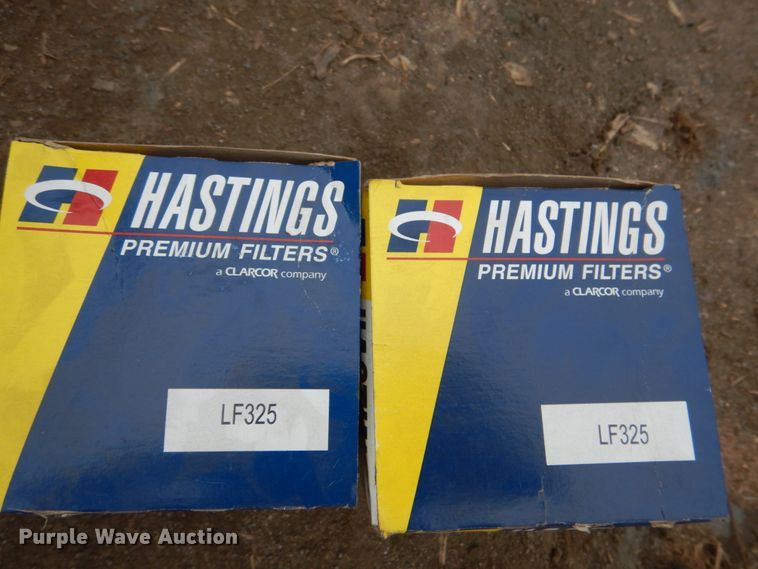 HASTINGS
PREMIUM FILTERS®
a CLARCOR company
LF325
HASTINGS
PREMIUM FILTERS®
a CLARCOR company
LF325
Purple Wave Auction